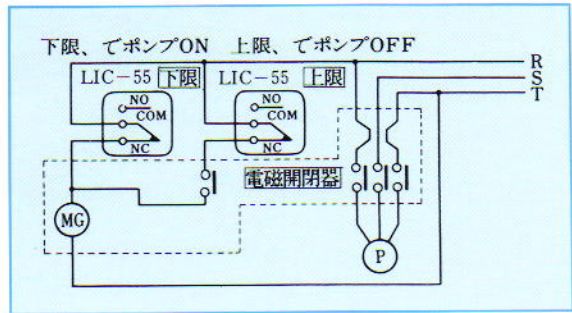 下限、でポンプON 上限、でポンプOFF
R
S
T
LIC-55 下限 LIC-55 上限
NO
COM
NC
NO
COM
NC
電磁開閉器
MG
P